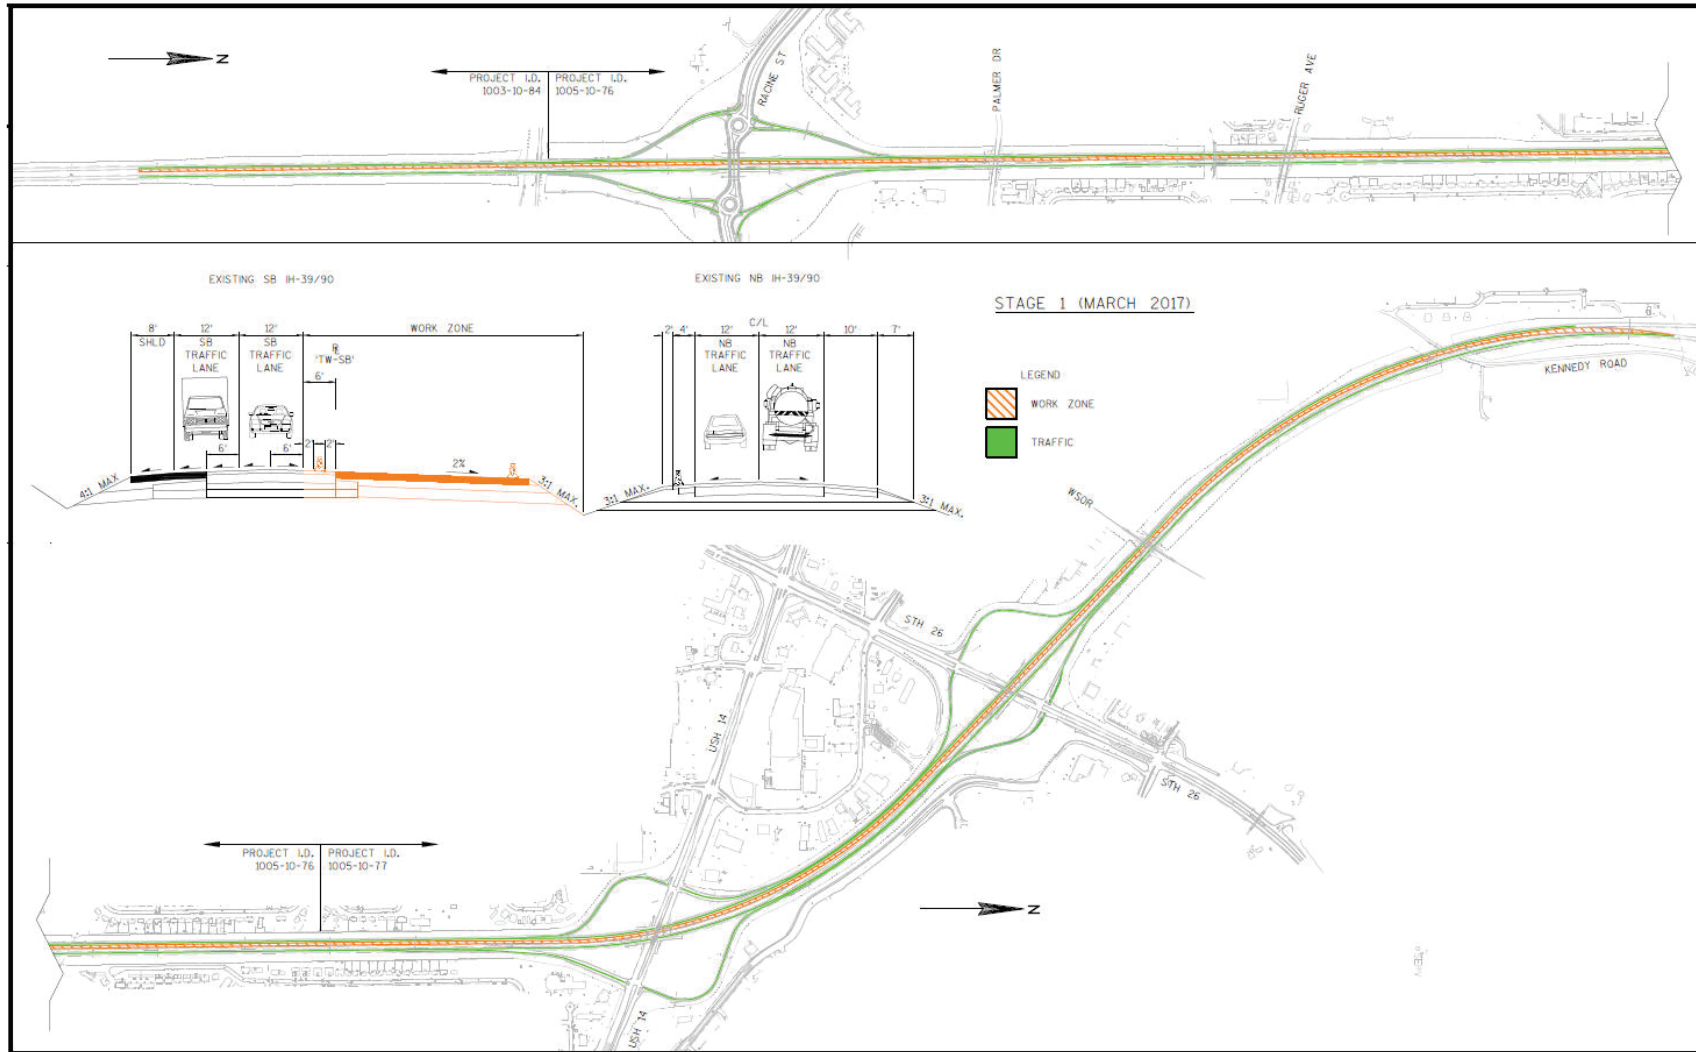 N
PROJECT I.D.
1003-10-84
PROJECT I.D.
1005-10-76
RACINE ST
PALMER DR
RUGER AVE
EXISTING SB IH-39/90
EXISTING NB IH-39/90
STAGE 1 (MARCH 2017)
8'
SHLD
12'
SB
TRAFFIC
LANE
12'
SB
TRAFFIC
LANE
WORK ZONE
'TW-SB'
6'
6'
6'
2'
2'
2%
4:1 MAX
3:1 MAX.
C/L
2'
4'
12'
NB
TRAFFIC
LANE
12'
NB
TRAFFIC
LANE
10'
7'
3:1 MAX.
3:1 MAX.
LEGEND
WORK ZONE
TRAFFIC
KENNEDY ROAD
WSOR
STH 26
STH 26
USH 14
USH 14
PROJECT I.D.
1005-10-76
PROJECT I.D.
1005-10-77
N